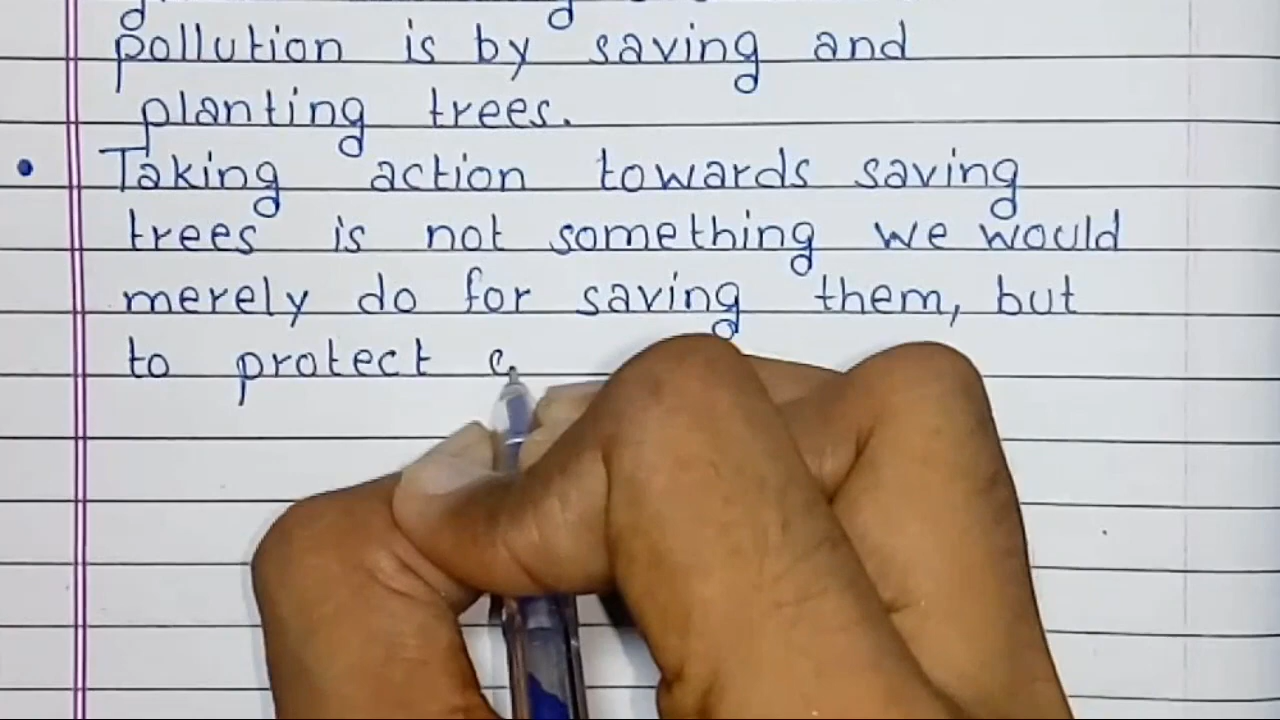 pollution is by saving and
planting trees.
• Taking action towards saving
trees is not something we would
merely do for saving them, but
to protect